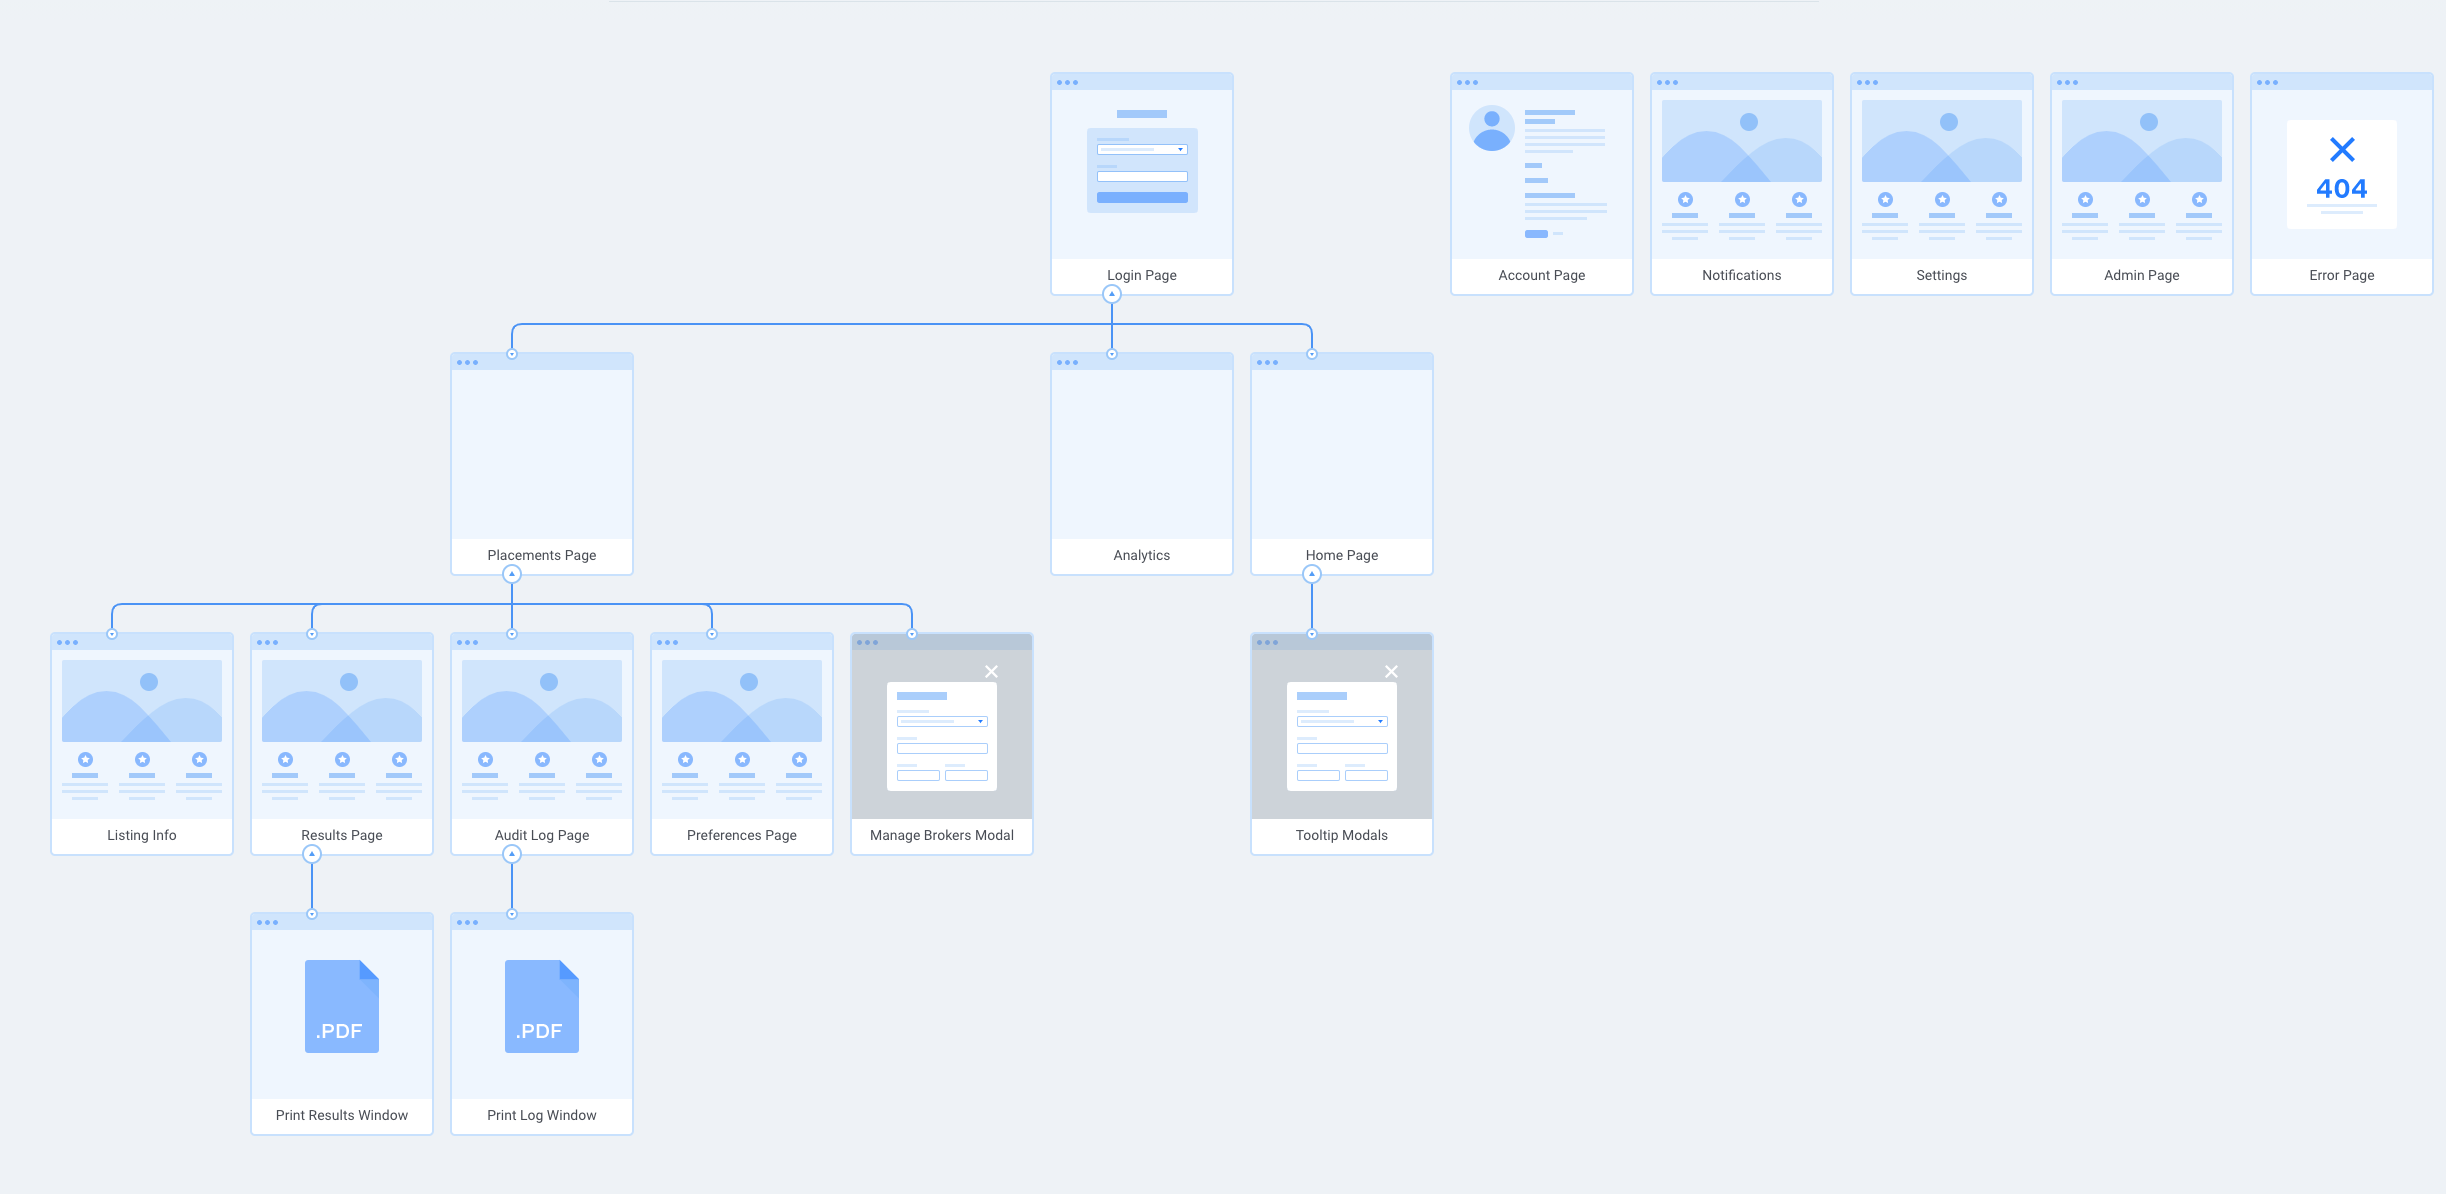 Login Page
Account Page
Notifications
Settings
Admin Page
404
Error Page
Placements Page
Analytics
Home Page
Listing Info
Results Page
Audit Log Page
Preferences Page
Manage Brokers Modal
Tooltip Modals
.PDF
Print Results Window
.PDF
Print Log Window